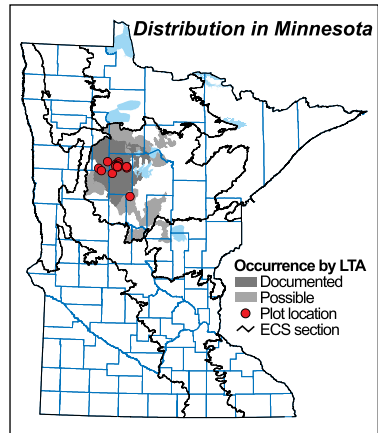 Distribution in Minnesota
Occurrence by LTA
Documented
Possible
Plot location
ECS section